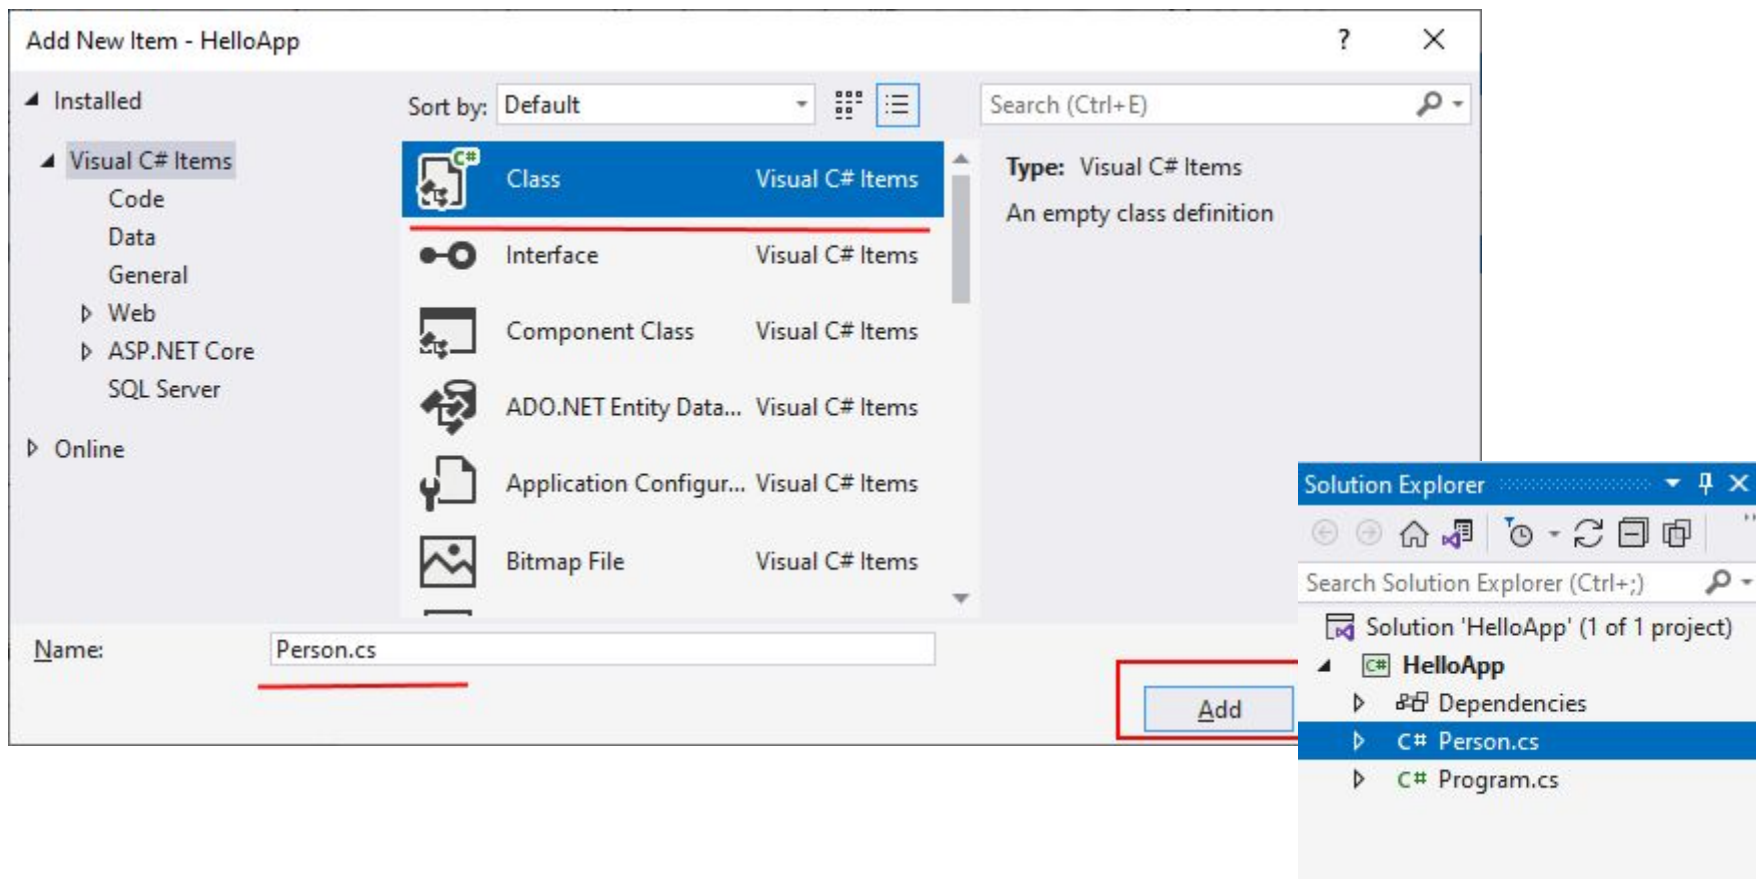 Add New Item - HelloApp
?
Installed
Sort by: Default
Search (Ctrl+E)
Visual C# Items
Code
Data
General
Web
ASP.NET Core
SQL Server
Online
C#
Class Visual C# Items
Interface Visual C# Items
Component Class Visual C# Items
ADO.NET Entity Data... Visual C# Items
Application Configur... Visual C# Items
Bitmap File Visual C# Items
Type: Visual C# Items
An empty class definition
Name: Person.cs
Add
Solution Explorer
Search Solution Explorer (Ctrl+;)
Solution 'HelloApp' (1 of 1 project)
C# HelloApp
Dependencies
C# Person.cs
C# Program.cs